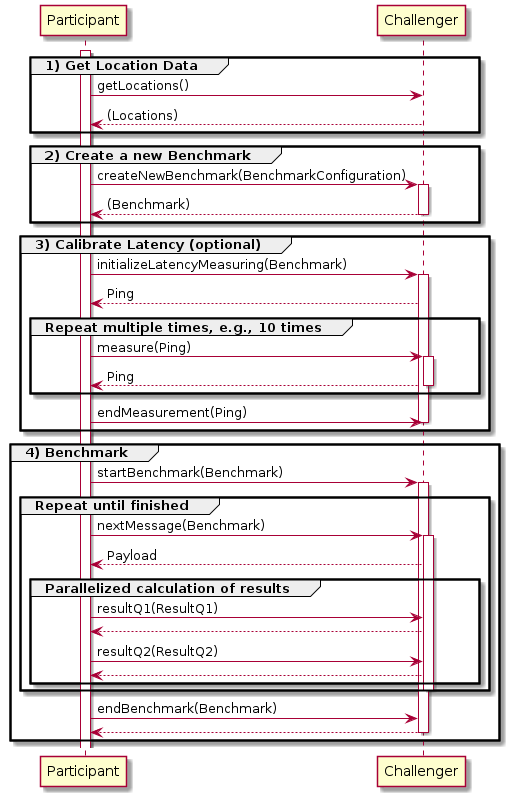 Participant
Challenger
1) Get Location Data
getLocations()
(Locations)
2) Create a new Benchmark
createNewBenchmark(BenchmarkConfiguration)
(Benchmark)
3) Calibrate Latency (optional)
initializeLatencyMeasuring(Benchmark)
Ping
Repeat multiple times, e.g., 10 times
measure(Ping)
Ping
endMeasurement(Ping)
4) Benchmark
startBenchmark(Benchmark)
Repeat until finished
nextMessage(Benchmark)
Payload
Parallelized calculation of results
resultQ1(ResultQ1)
resultQ2(ResultQ2)
endBenchmark(Benchmark)
Participant
Challenger